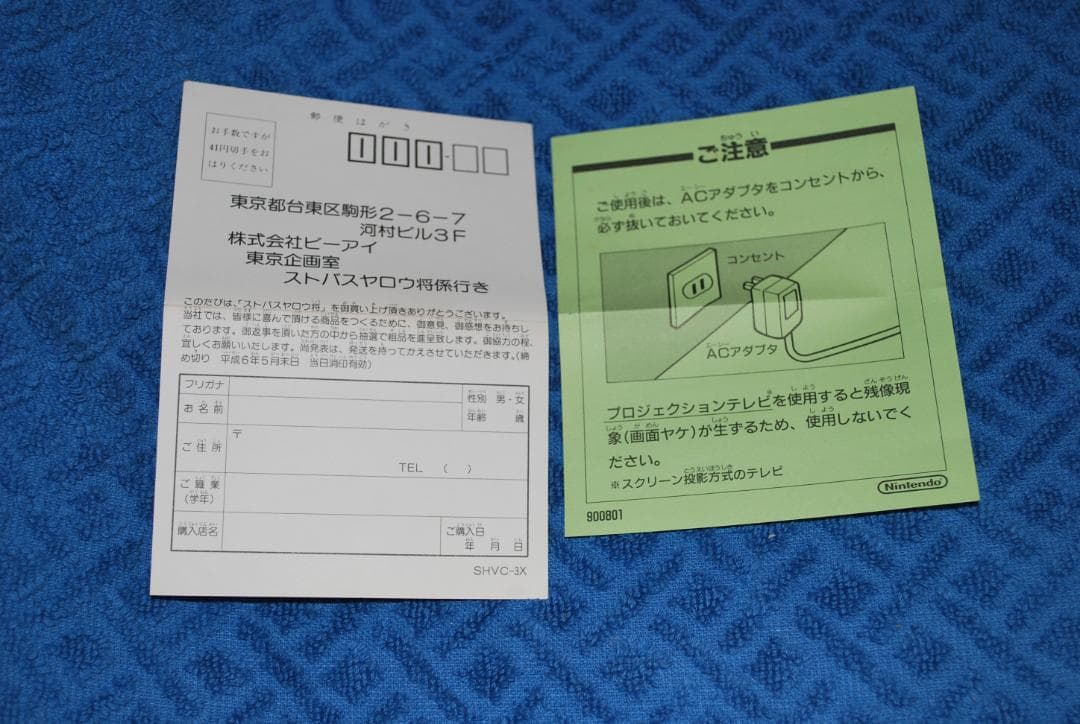 郵便はがき
お手数ですが
41円切手をお
はりください
111-
東京都台東区駒形2-6-7
河村ビル3F
株式会社ビーアイ
東京企画室
ストバスヤロウ将係行き
このたびは、「ストバスヤロウ将」を御買い上げ頂きありがとうございます。
当社では、皆様に喜んで頂ける商品をつくるために、御意見、御感想をお待ちし
ております。御返事を頂いた方の中から抽選で粗品を進呈致します。御協力の程、
宜しくお願いいたします。尚発表は、発送を持ってかえさせていただきます。(締
め切り 平成6年5月末日 当日消印有効)
フリガナ
お名前
性別 男・女
年齢 歳
ご住所
〒
TEL ( )
ご職業
(学年)
購入店名
ご購入日
年 月 日
SHVC-3X
ちゅうい
ご注意
ご使用後は、ACアダプタをコンセントから、
必ず抜いておいてください。
コンセント
ACアダプタ
プロジェクションテレビを使用すると残像現
象(画面ヤケ)が生ずるため、使用しないでく
ださい。
※スクリーン投影方式のテレビ
Nintendo
900801